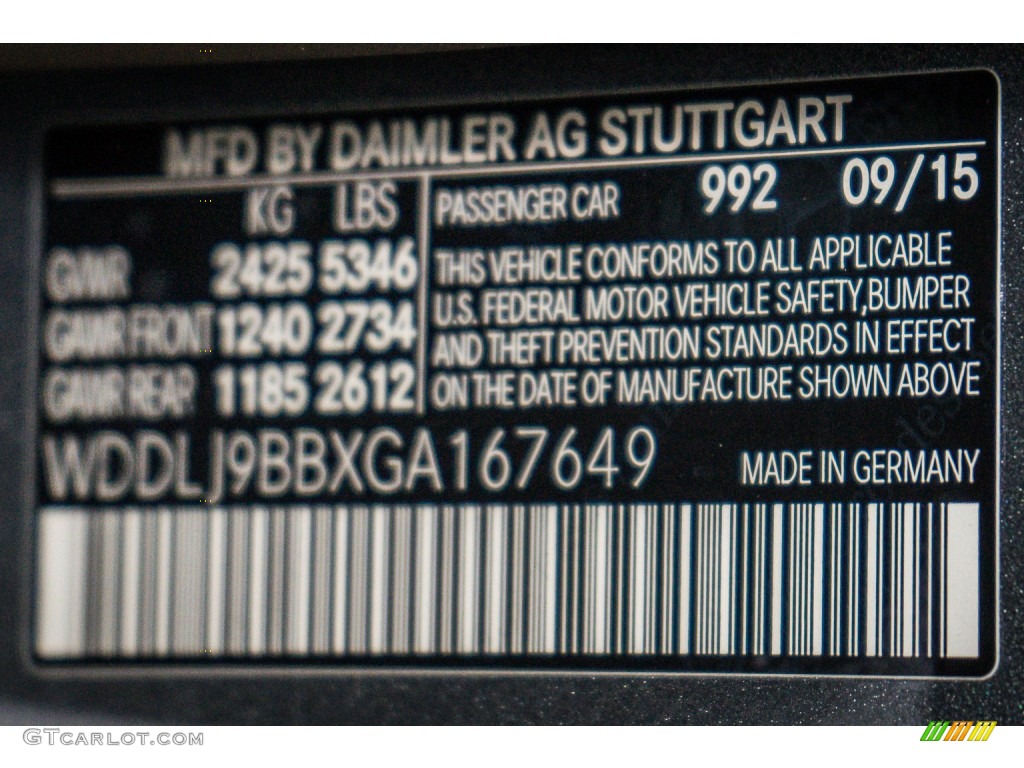 MFD BY DAIMLER AG STUTTGART
KG LBS
GVWR 2425 5346
GAWR FRONT 1240 2734
GAWR REAR 1185 2612
PASSENGER CAR 992 09/15
THIS VEHICLE CONFORMS TO ALL APPLICABLE
U.S. FEDERAL MOTOR VEHICLE SAFETY,BUMPER
AND THEFT PREVENTION STANDARDS IN EFFECT
ON THE DATE OF MANUFACTURE SHOWN ABOVE
WDDLJ9BBXGA167649 MADE IN GERMANY
GTcarlot.com